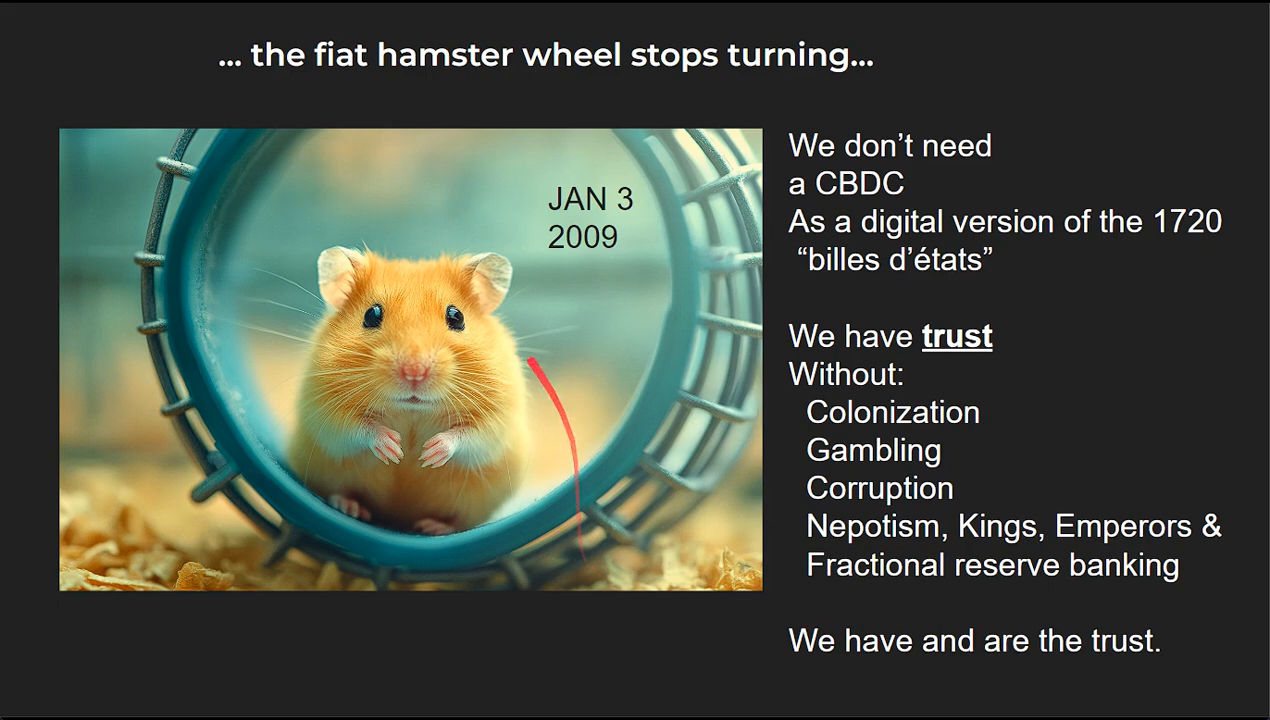 ... the fiat hamster wheel stops turning...
JAN 3
2009
We don't need
a CBDC
As a digital version of the 1720
“billes d'états”
We have trust
Without:
Colonization
Gambling
Corruption
Nepotism, Kings, Emperors &
Fractional reserve banking
We have and are the trust.